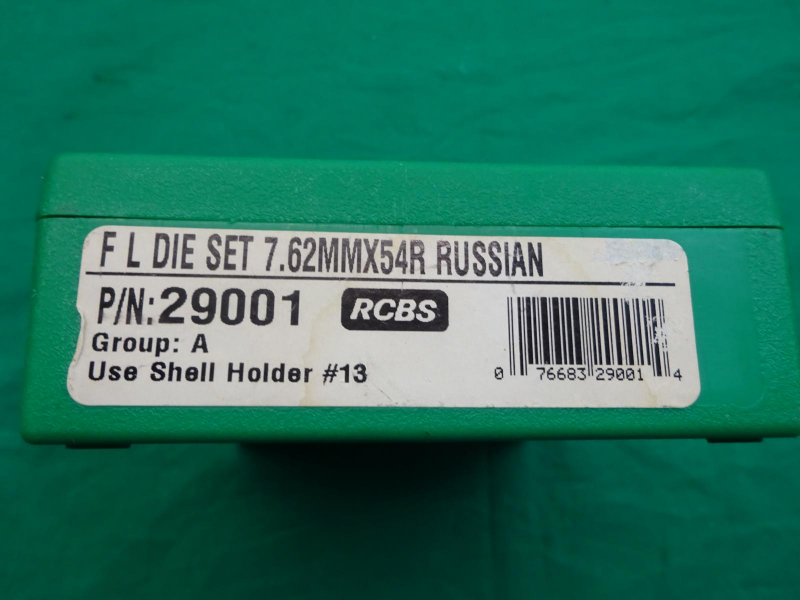 F L DIE SET 7.62MMX54R RUSSIAN
P/N:29001 RCBS
Group: A
Use Shell Holder #13
0 76683 29001 4